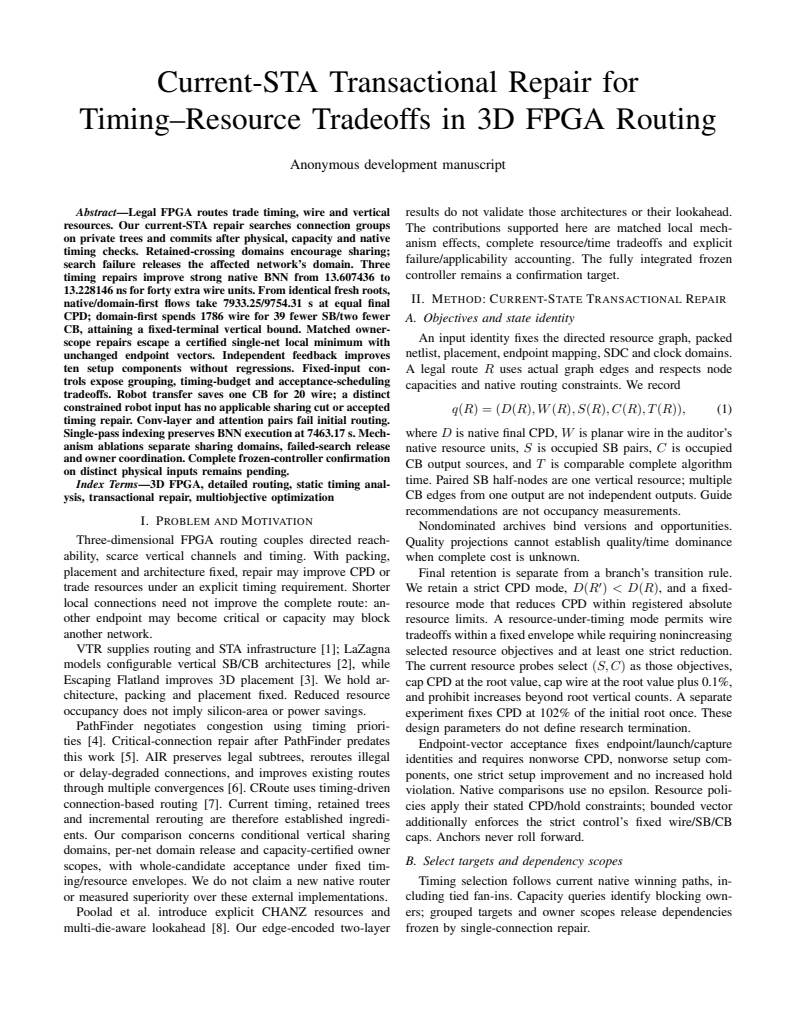 Current-STA Transactional Repair for
Timing–Resource Tradeoffs in 3D FPGA Routing
Anonymous development manuscript
Abstract—Legal FPGA routes trade timing, wire and vertical
resources. Our current-STA repair searches connection groups
on private trees and commits after physical, capacity and native
timing checks. Retained-crossing domains encourage sharing;
search failure releases the affected network's domain. Three
timing repairs improve strong native BNN from 13.607436 to
13.228146 ns for forty extra wire units. From identical fresh roots,
native/domain-first flows take 7933.25/9754.31 s at equal final
CPD; domain-first spends 1786 wire for 39 fewer SB/two fewer
CB, attaining a fixed-terminal vertical bound. Matched owner-
scope repairs escape a certified single-net local minimum with
unchanged endpoint vectors. Independent feedback improves
ten setup components without regressions. Fixed-input con-
trols expose grouping, timing-budget and acceptance-scheduling
tradeoffs. Robot transfer saves one CB for 20 wire; a distinct
constrained robot input has no applicable sharing cut or accepted
timing repair. Conv-layer and attention pairs fail initial routing.
Single-pass indexing preserves BNN execution at 7463.17 s. Mech-
anism ablations separate sharing domains, failed-search release
and owner coordination. Complete frozen-controller confirmation
on distinct physical inputs remains pending.
Index Terms—3D FPGA, detailed routing, static timing anal-
ysis, transactional repair, multiobjective optimization
I. PROBLEM AND MOTIVATION
Three-dimensional FPGA routing couples directed reach-
ability, scarce vertical channels and timing. With packing,
placement and architecture fixed, repair may improve CPD or
trade resources under an explicit timing requirement. Shorter
local connections need not improve the complete route: an-
other endpoint may become critical or capacity may block
another network.
VTR supplies routing and STA infrastructure [1]; LaZagna
models configurable vertical SB/CB architectures [2], while
Escaping Flatland improves 3D placement [3]. We hold ar-
chitecture, packing and placement fixed. Reduced resource
occupancy does not imply silicon-area or power savings.
PathFinder negotiates congestion using timing priori-
ties [4]. Critical-connection repair after PathFinder predates
this work [5]. AIR preserves legal subtrees, reroutes illegal
or delay-degraded connections, and improves existing routes
through multiple convergences [6]. CRoute uses timing-driven
connection-based routing [7]. Current timing, retained trees
and incremental rerouting are therefore established ingredi-
ents. Our comparison concerns conditional vertical sharing
domains, per-net domain release and capacity-certified owner
scopes, with whole-candidate acceptance under fixed tim-
ing/resource envelopes. We do not claim a new native router
or measured superiority over these external implementations.
Poolad et al. introduce explicit CHANZ resources and
multi-die-aware lookahead [8]. Our edge-encoded two-layer
results do not validate those architectures or their lookahead.
The contributions supported here are matched local mech-
anism effects, complete resource/time tradeoffs and explicit
failure/applicability accounting. The fully integrated frozen
controller remains a confirmation target.
II. METHOD: CURRENT-STATE TRANSACTIONAL REPAIR
A. Objectives and state identity
An input identity fixes the directed resource graph, packed
netlist, placement, endpoint mapping, SDC and clock domains.
A legal route R uses actual graph edges and respects node
capacities and native routing constraints. We record
q(R) = (D(R), W(R), S(R), C(R), T(R)), (1)
where D is native final CPD, W is planar wire in the auditor's
native resource units, S is occupied SB pairs, C is occupied
CB output sources, and T is comparable complete algorithm
time. Paired SB half-nodes are one vertical resource; multiple
CB edges from one output are not independent outputs. Guide
recommendations are not occupancy measurements.
Nondominated archives bind versions and opportunities.
Quality projections cannot establish quality/time dominance
when complete cost is unknown.
Final retention is separate from a branch's transition rule.
We retain a strict CPD mode, D(R′) < D(R), and a fixed-
resource mode that reduces CPD within registered absolute
resource limits. A resource-under-timing mode permits wire
tradeoffs within a fixed envelope while requiring nonincreasing
selected resource objectives and at least one strict reduction.
The current resource probes select (S, C) as those objectives,
cap CPD at the root value, cap wire at the root value plus 0.1%,
and prohibit increases beyond root vertical counts. A separate
experiment fixes CPD at 102% of the initial root once. These
design parameters do not define research termination.
Endpoint-vector acceptance fixes endpoint/launch/capture
identities and requires nonworse CPD, nonworse setup com-
ponents, one strict setup improvement and no increased hold
violation. Native comparisons use no epsilon. Resource poli-
cies apply their stated CPD/hold constraints; bounded vector
additionally enforces the strict control's fixed wire/SB/CB
caps. Anchors never roll forward.
B. Select targets and dependency scopes
Timing selection follows current native winning paths, in-
cluding tied fan-ins. Capacity queries identify blocking own-
ers; grouped targets and owner scopes release dependencies
frozen by single-connection repair.